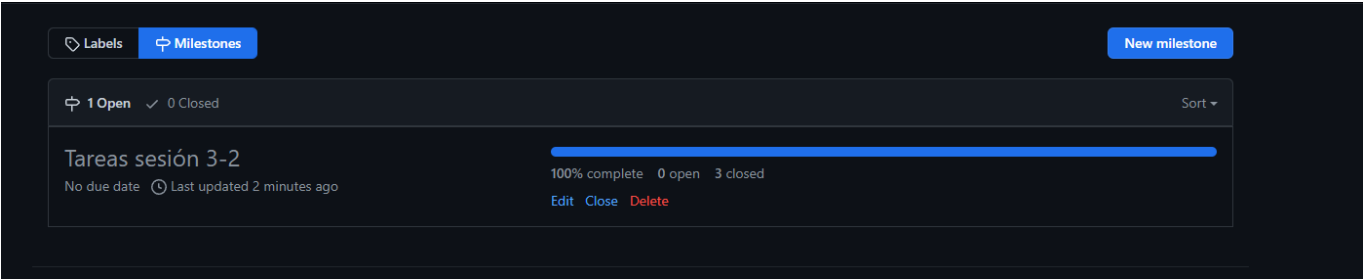 Labels Milestones New milestone
1 Open 0 Closed Sort
Tareas sesión 3-2
No due date Last updated 2 minutes ago
100% complete 0 open 3 closed
Edit Close Delete